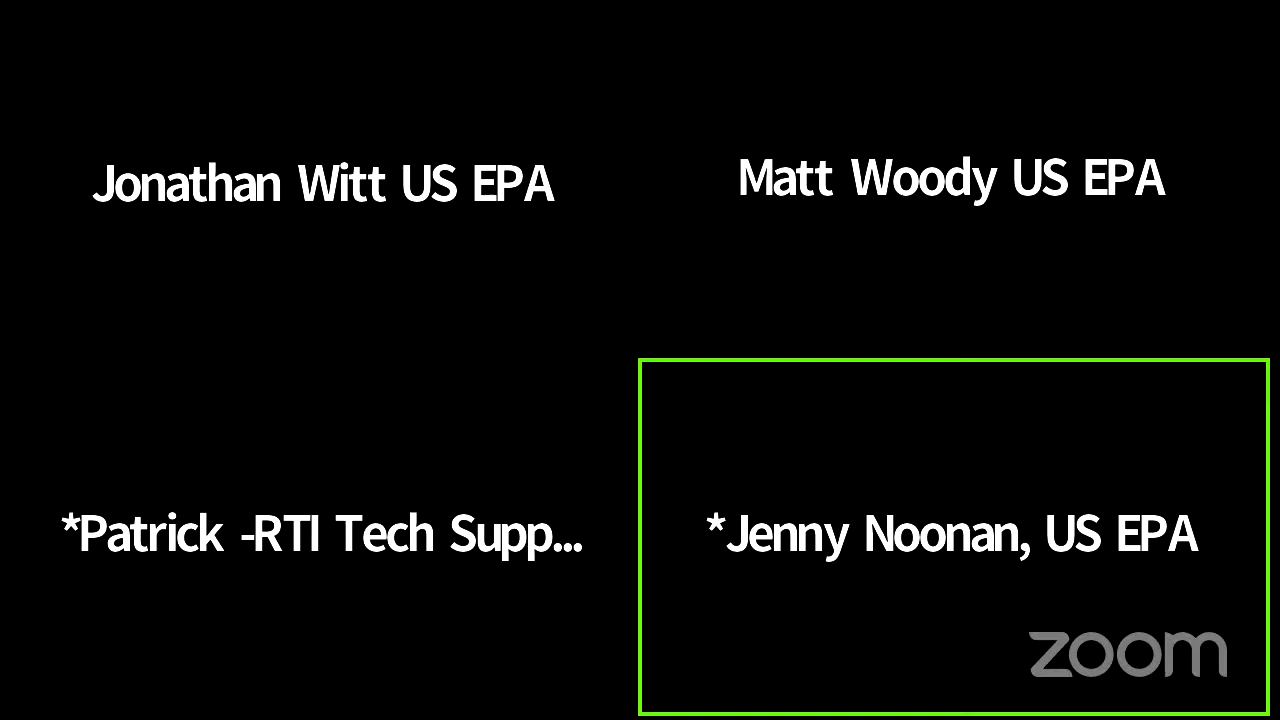 Jonathan Witt US EPA
Matt Woody US EPA
*Patrick -RTI Tech Supp...
*Jenny Noonan, US EPA
zoom